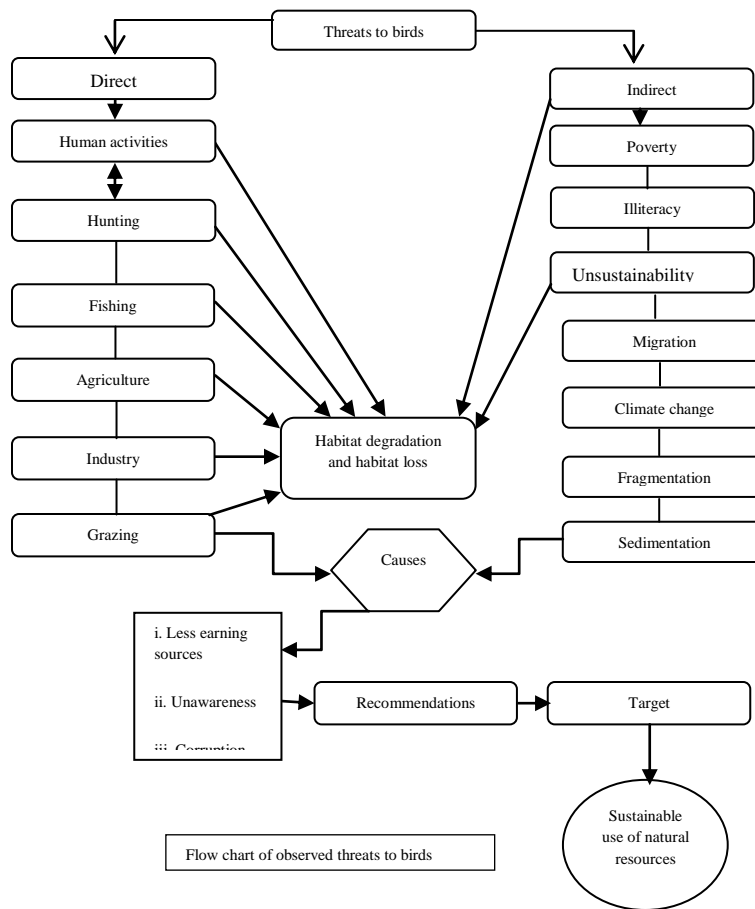 Threats to birds
Direct
Human activities
Hunting
Fishing
Agriculture
Industry
Grazing
Indirect
Poverty
Illiteracy
Unsustainability
Migration
Climate change
Fragmentation
Sedimentation
Habitat degradation
and habitat loss
Causes
i. Less earning
sources
ii. Unawareness
iii. Corruption
Recommendations
Target
Sustainable
use of natural
resources
Flow chart of observed threats to birds